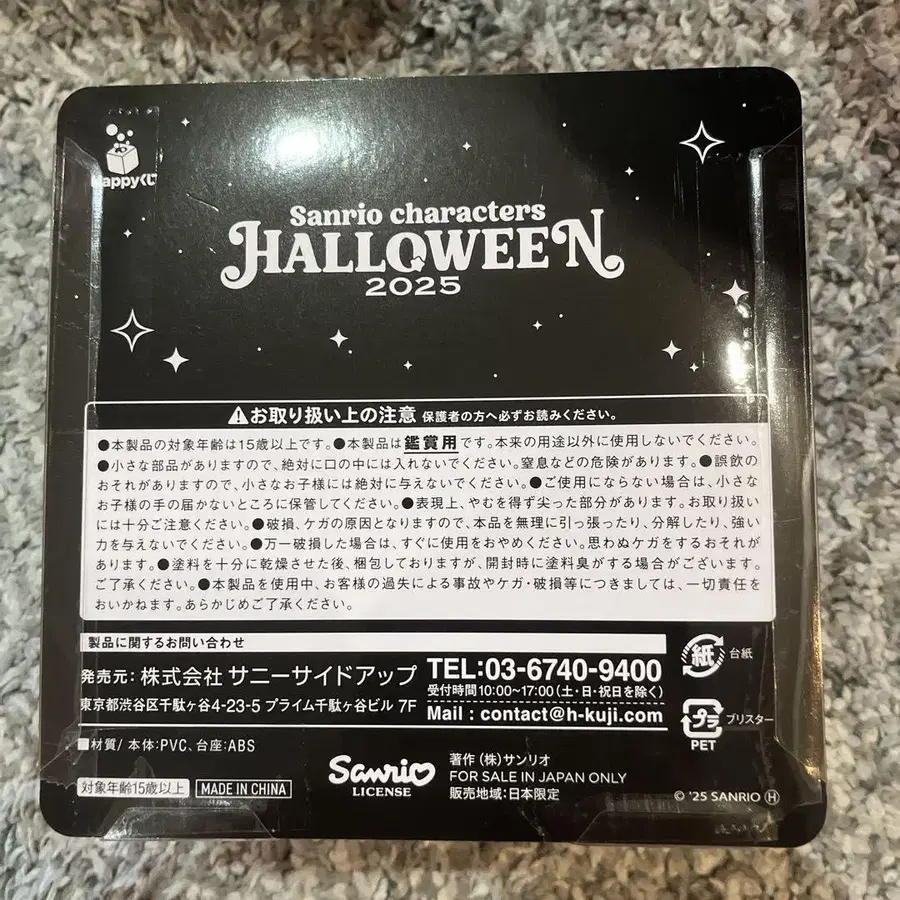 Happyくじ
Sanrio characters
HALLOWEEN
2025
⚠お取り扱い上の注意 保護者の方へ必ずお読みください。
●本製品の対象年齢は15歳以上です。●本製品は鑑賞用です。本来の用途以外に使用しないでください。
●小さな部品がありますので、絶対に口の中には入れないでください。窒息などの危険があります。●誤飲の
おそれがありますので、小さなお子様には絶対に与えないでください。●ご使用にならない場合は、小さな
お子様の手の届かないところに保管してください。●表現上、やむを得ず尖った部分があります。お取り扱い
には十分ご注意ください。●破損、ケガの原因となりますので、本品を無理に引っ張ったり、分解したり、強い
力を与えないでください。●万一破損した場合は、すぐに使用をおやめください。思わぬケガをするおそれが
あります。●塗料を十分に乾燥させた後、梱包しておりますが、開封時に塗料臭がする場合がございます。
ご了承ください。●本製品を使用中、お客様の過失による事故やケガ・破損等につきましては、一切責任を
おいかねます。あらかじめご了承ください。
製品に関するお問い合わせ
発売元:株式会社 サニーサイドアップ
東京都渋谷区千駄ヶ谷4-23-5 プライム千駄ヶ谷ビル 7F
TEL:03-6740-9400
受付時間10:00~17:00(土・日・祝日を除く)
Mail : contact@h-kuji.com
紙 台紙
プラ ブリスター
PET
■材質/ 本体:PVC、台座:ABS
対象年齢15歳以上 MADE IN CHINA
Sanrio
LICENSE
著作 (株)サンリオ
FOR SALE IN JAPAN ONLY
販売地域:日本限定
© '25 SANRIO Ⓗ